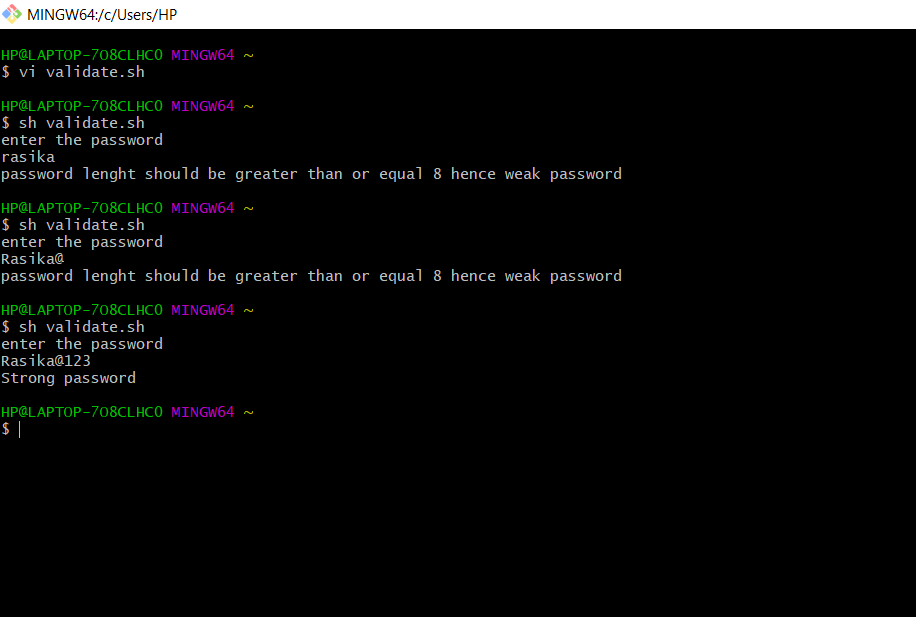 MINGW64:/c/Users/HP
HP@LAPTOP-7O8CLHC0 MINGW64 ~
$ vi validate.sh
HP@LAPTOP-7O8CLHC0 MINGW64 ~
$ sh validate.sh
enter the password
rasika
password lenght should be greater than or equal 8 hence weak password
HP@LAPTOP-7O8CLHC0 MINGW64 ~
$ sh validate.sh
enter the password
Rasika@
password lenght should be greater than or equal 8 hence weak password
HP@LAPTOP-7O8CLHC0 MINGW64 ~
$ sh validate.sh
enter the password
Rasika@123
Strong password
HP@LAPTOP-7O8CLHC0 MINGW64 ~
$